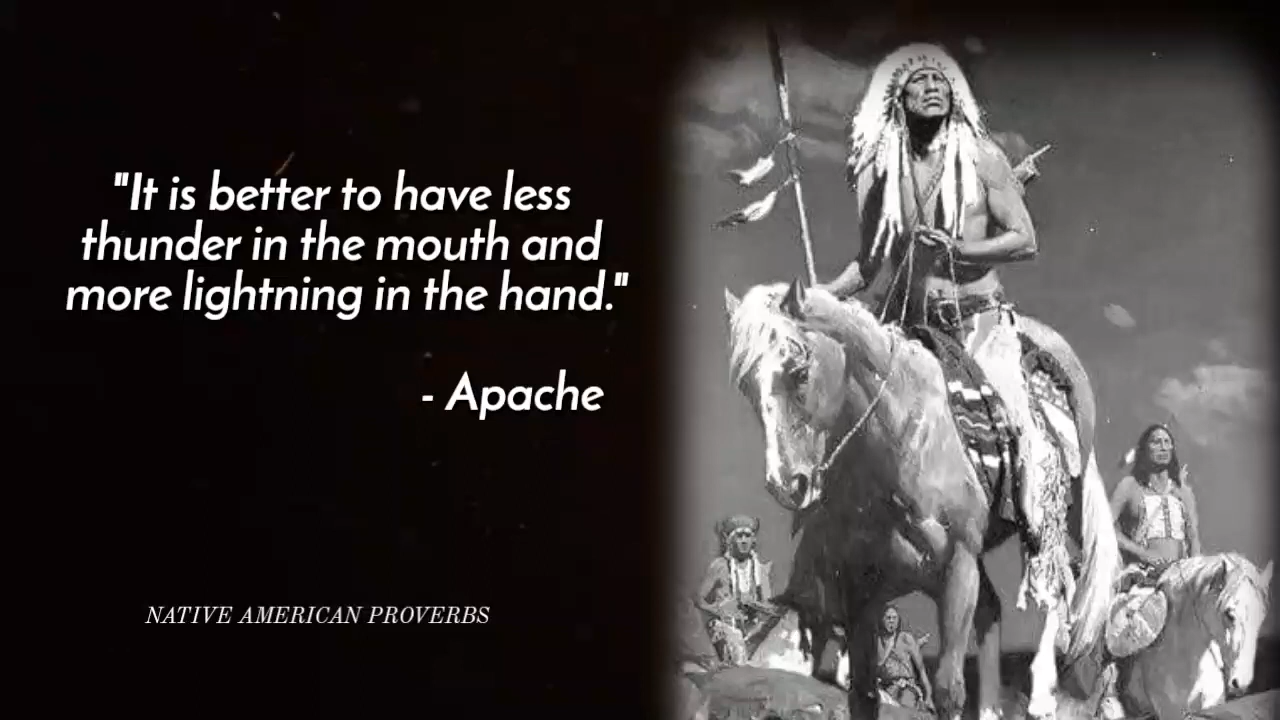 "It is better to have less
thunder in the mouth and
more lightning in the hand."
- Apache
NATIVE AMERICAN PROVERBS